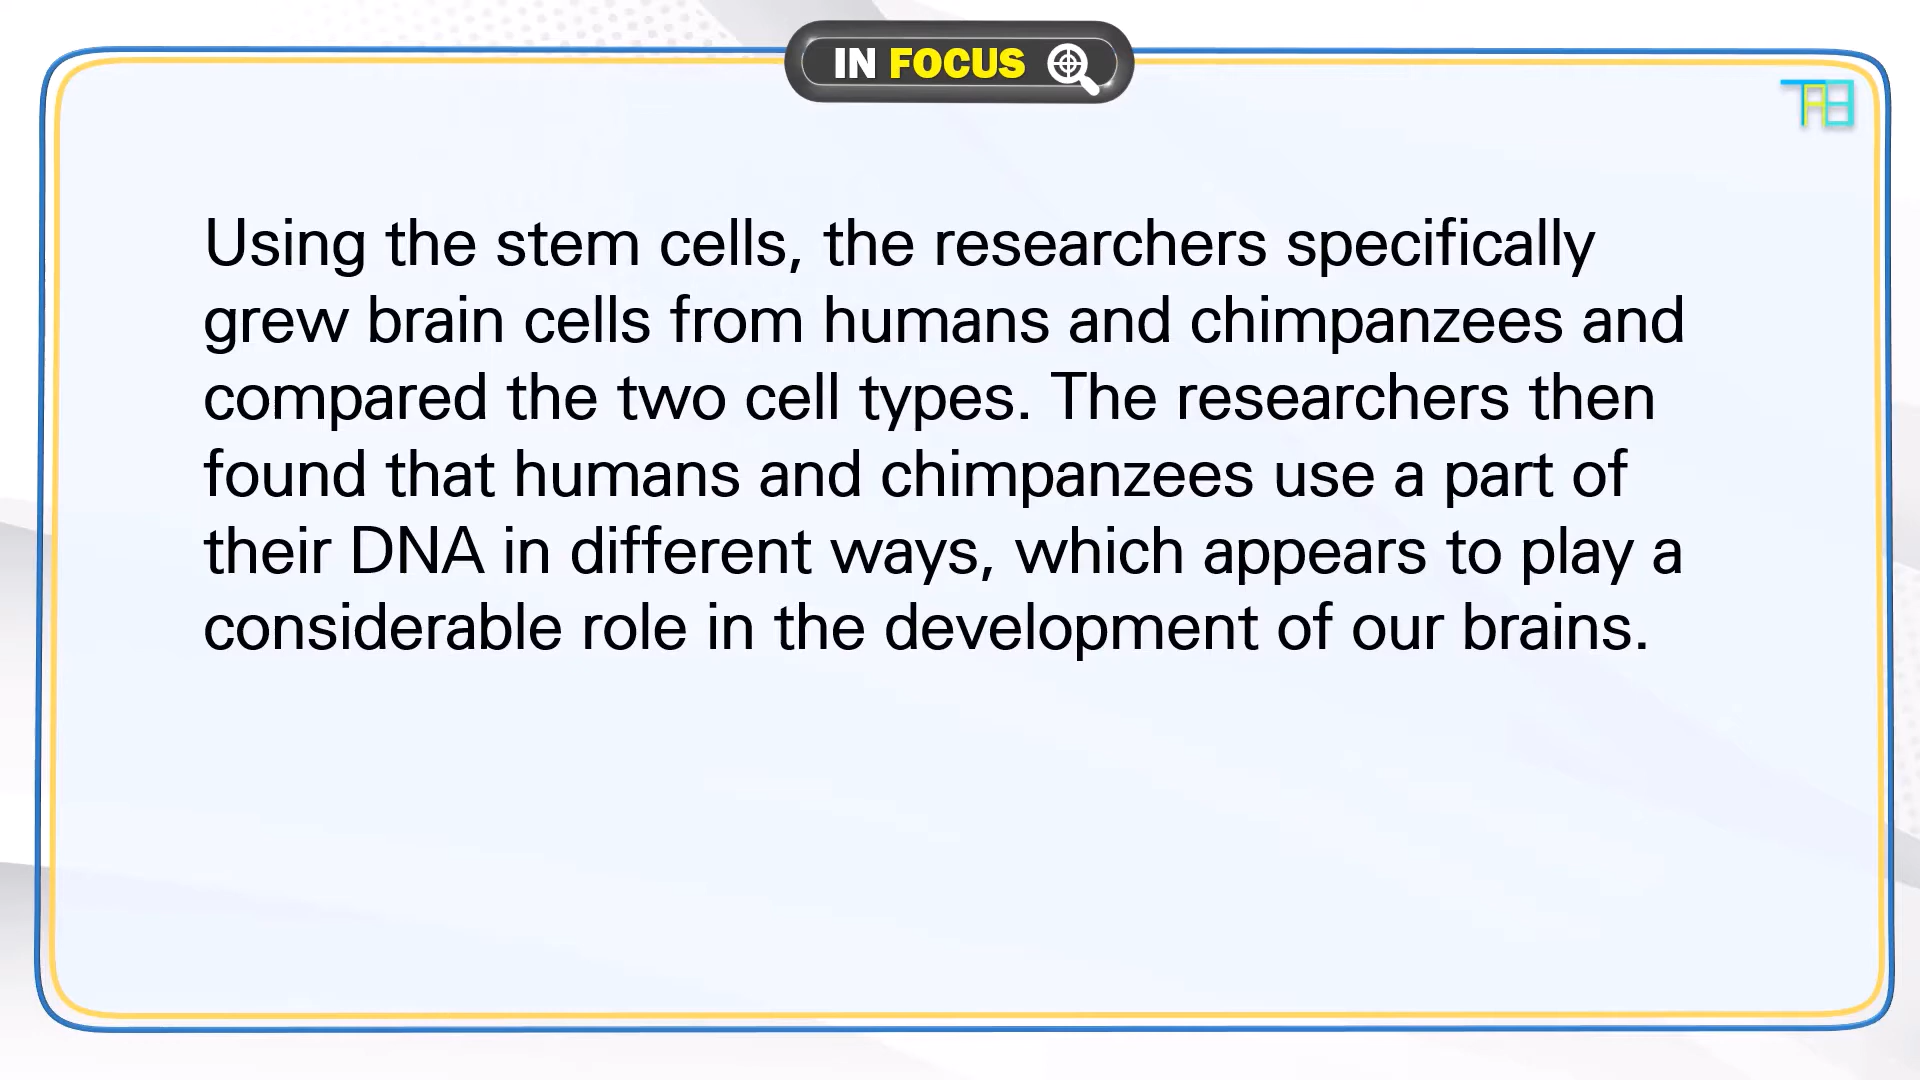 IN FOCUS
TAB
Using the stem cells, the researchers specifically
grew brain cells from humans and chimpanzees and
compared the two cell types. The researchers then
found that humans and chimpanzees use a part of
their DNA in different ways, which appears to play a
considerable role in the development of our brains.